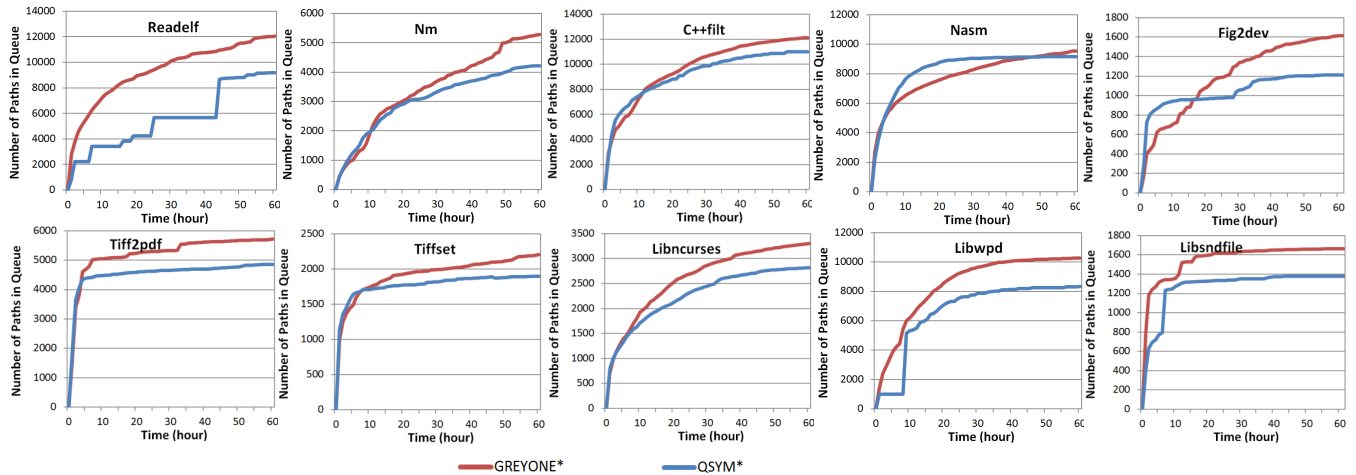 Readelf
Number of Paths in Queue
14000
12000
10000
8000
6000
4000
2000
0
0 10 20 30 40 50 60
Time (hour)
Nm
Number of Paths in Queue
6000
5000
4000
3000
2000
1000
0
0 10 20 30 40 50 60
Time (hour)
C++filt
Number of Paths in Queue
14000
12000
10000
8000
6000
4000
2000
0
0 10 20 30 40 50 60
Time (hour)
Nasm
Number of Paths in Queue
12000
10000
8000
6000
4000
2000
0
0 10 20 30 40 50 60
Time (hour)
Fig2dev
Number of Paths in Queue
1800
1600
1400
1200
1000
800
600
400
200
0
0 10 20 30 40 50 60
Time (hour)
Tiff2pdf
Number of Paths in Queue
6000
5000
4000
3000
2000
1000
0
0 10 20 30 40 50 60
Time (hour)
Tiffset
Number of Paths in Queue
2500
2000
1500
1000
500
0
0 10 20 30 40 50 60
Time (hour)
Libncurses
Number of Paths in Queue
3500
3000
2500
2000
1500
1000
500
0
0 10 20 30 40 50 60
Time (hour)
Libwpd
Number of Paths in Queue
12000
10000
8000
6000
4000
2000
0
0 10 20 30 40 50 60
Time (hour)
Libsndfile
Number of Paths in Queue
1800
1600
1400
1200
1000
800
600
400
200
0
0 10 20 30 40 50 60
Time (hour)
GREYONE* QSYM*